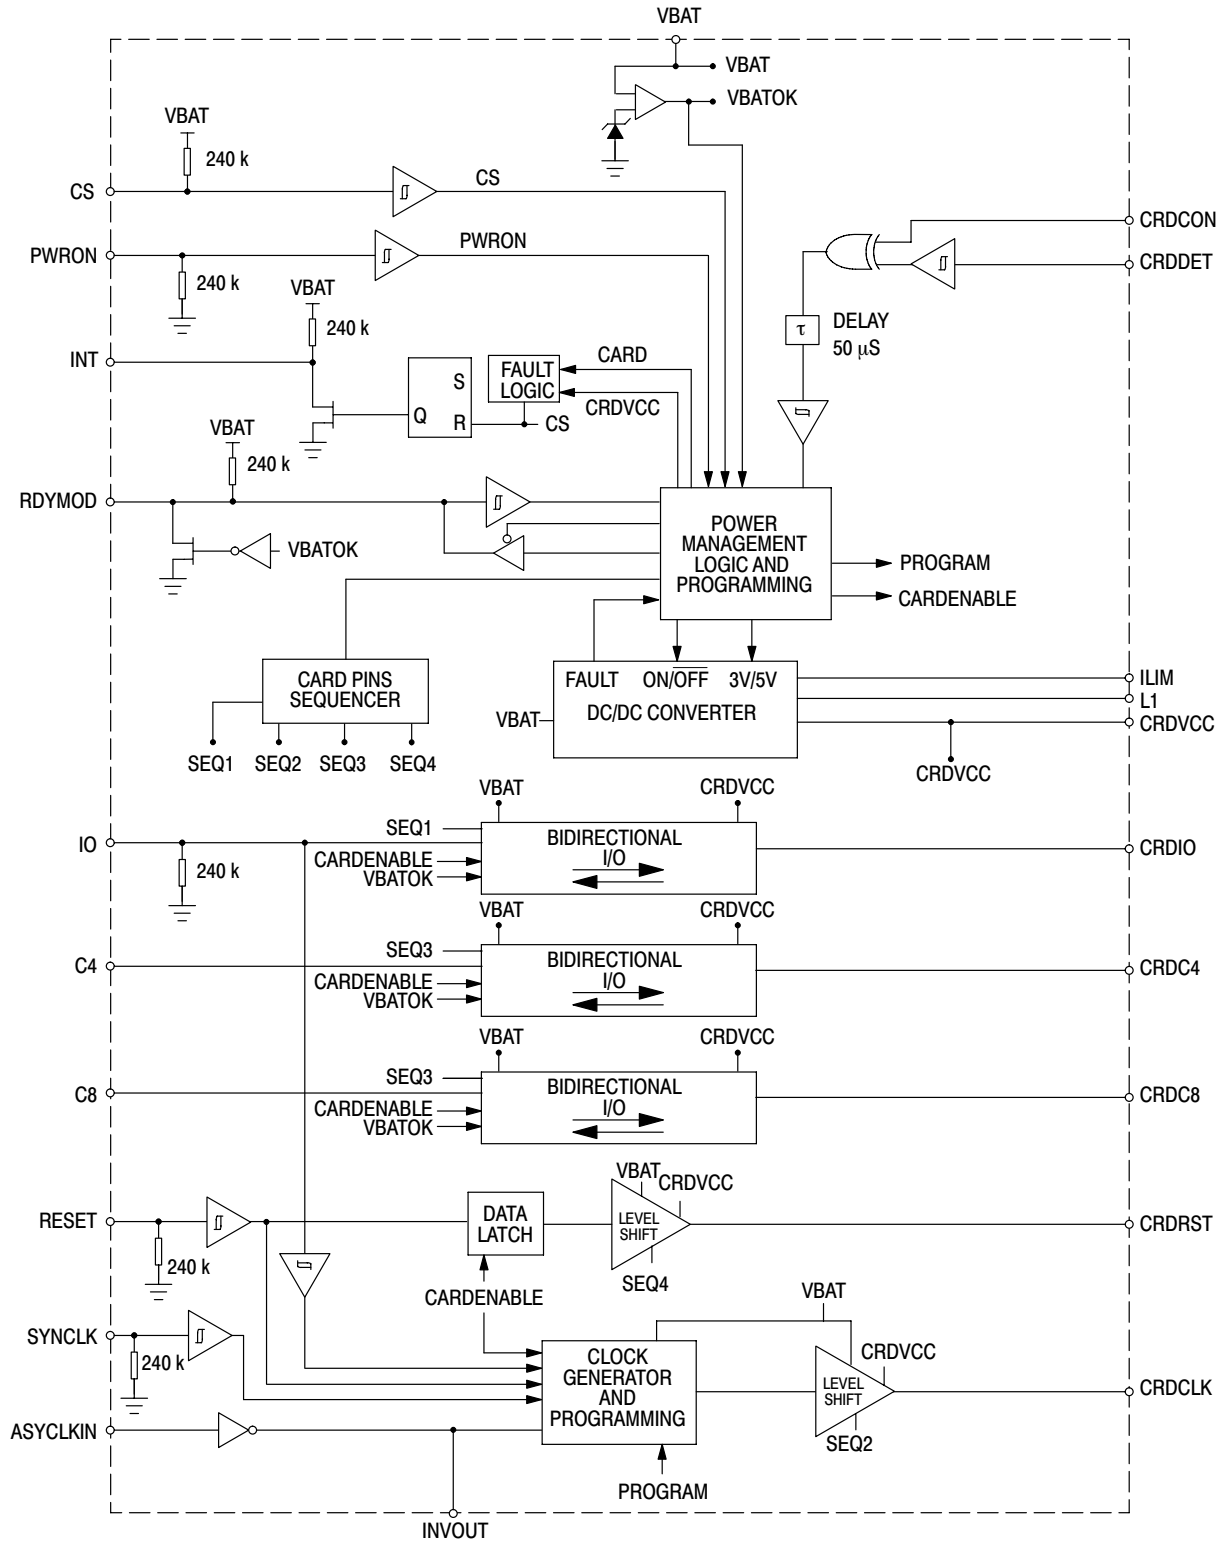 VBAT
VBAT
VBATOK
VBAT
240 k
CS
CS
CRDCON
PWRON
PWRON
CRDDET
240 k
VBAT
240 k
τ
DELAY
50 μS
INT
S
Q
R
FAULT
LOGIC
CARD
CRDVCC
CS
VBAT
240 k
RDYMOD
VBATOK
POWER
MANAGEMENT
LOGIC AND
PROGRAMMING
PROGRAM
CARDENABLE
CARD PINS
SEQUENCER
FAULT
ON/OFF
3V/5V
DC/DC CONVERTER
VBAT
ILIM
L1
CRDVCC
CRDVCC
SEQ1
SEQ2
SEQ3
SEQ4
VBAT
CRDVCC
IO
240 k
SEQ1
CARDENABLE
VBATOK
BIDIRECTIONAL
I/O
CRDIO
VBAT
CRDVCC
C4
SEQ3
CARDENABLE
VBATOK
BIDIRECTIONAL
I/O
CRDC4
VBAT
CRDVCC
C8
SEQ3
CARDENABLE
VBATOK
BIDIRECTIONAL
I/O
CRDC8
RESET
240 k
DATA
LATCH
VBAT
CRDVCC
LEVEL
SHIFT
SEQ4
CRDRST
CARDENABLE
SYNCLK
240 k
CLOCK
GENERATOR
AND
PROGRAMMING
VBAT
CRDVCC
LEVEL
SHIFT
SEQ2
CRDCLK
ASYCLKIN
PROGRAM
INVOUT